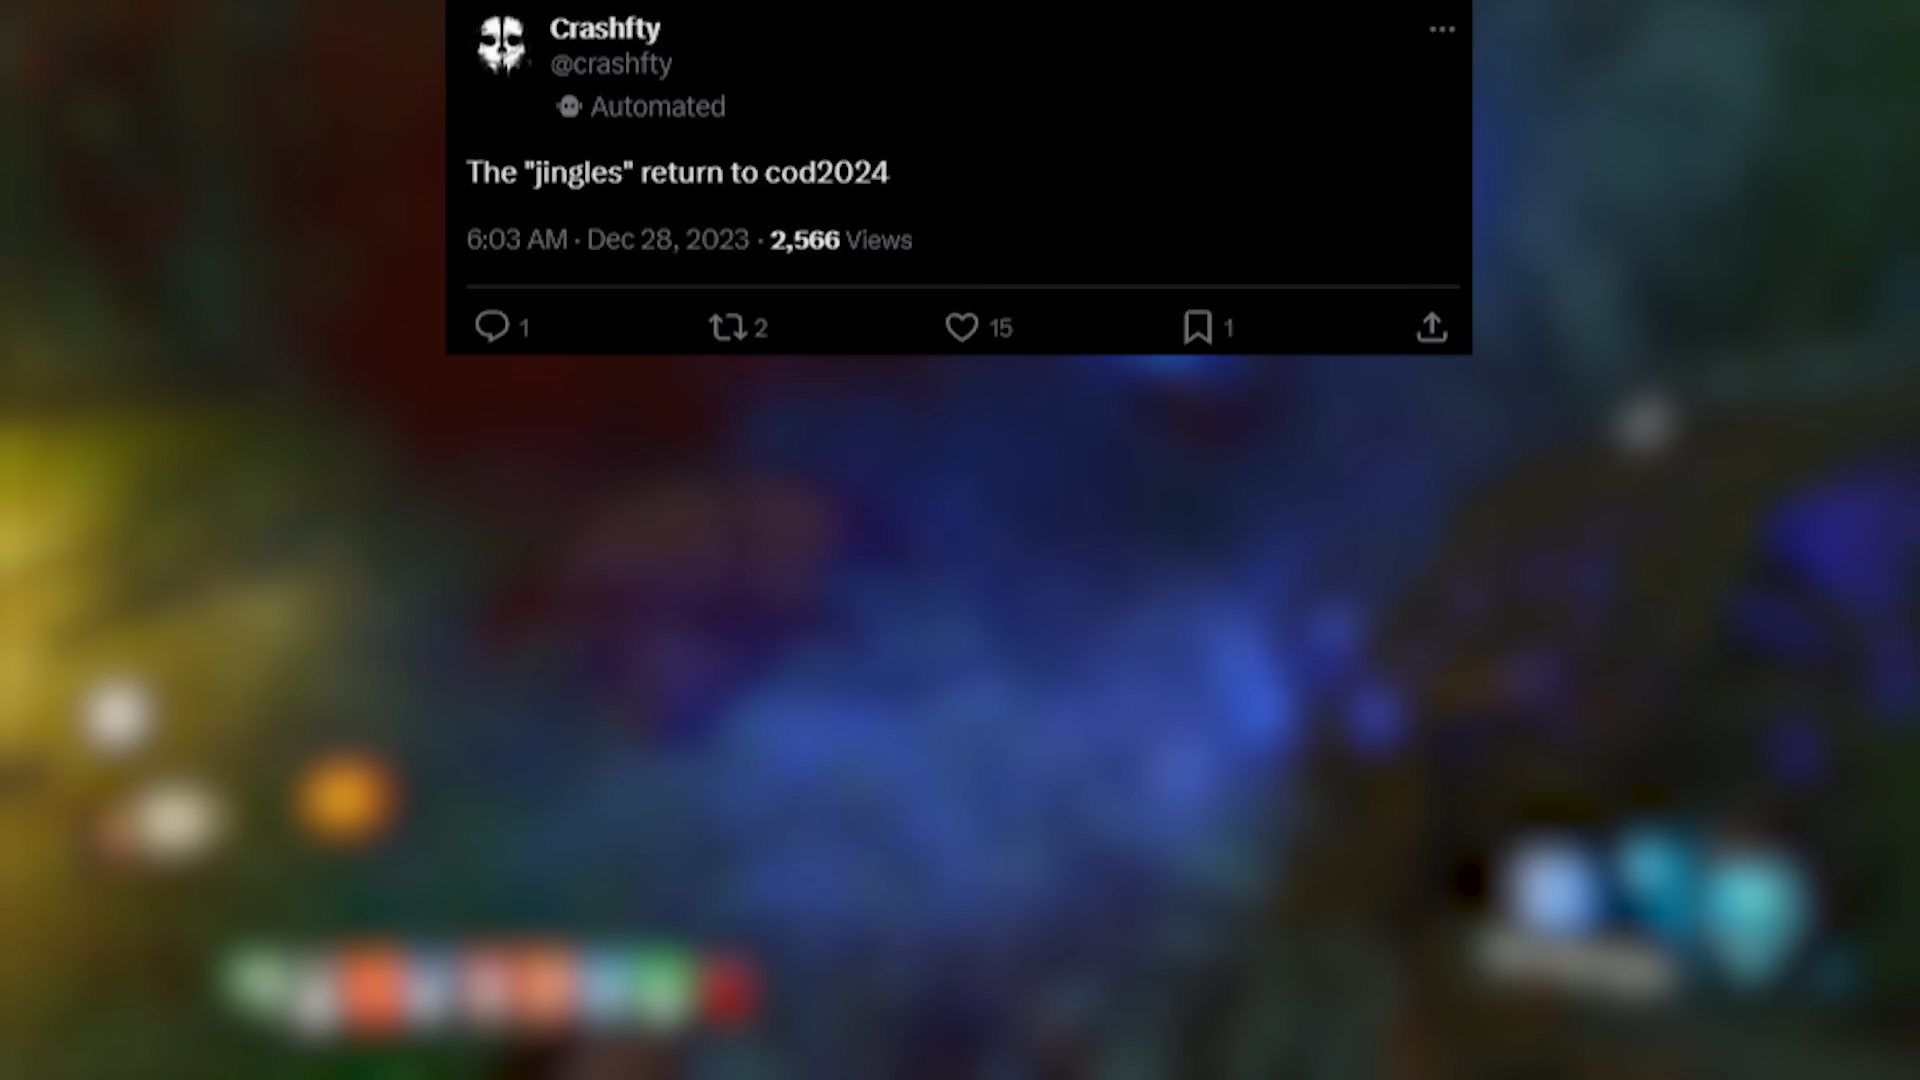 Crashfty
@crashfty
Automated
The "jingles" return to cod2024
6:03 AM · Dec 28, 2023 · 2,566 Views
1 2 15 1